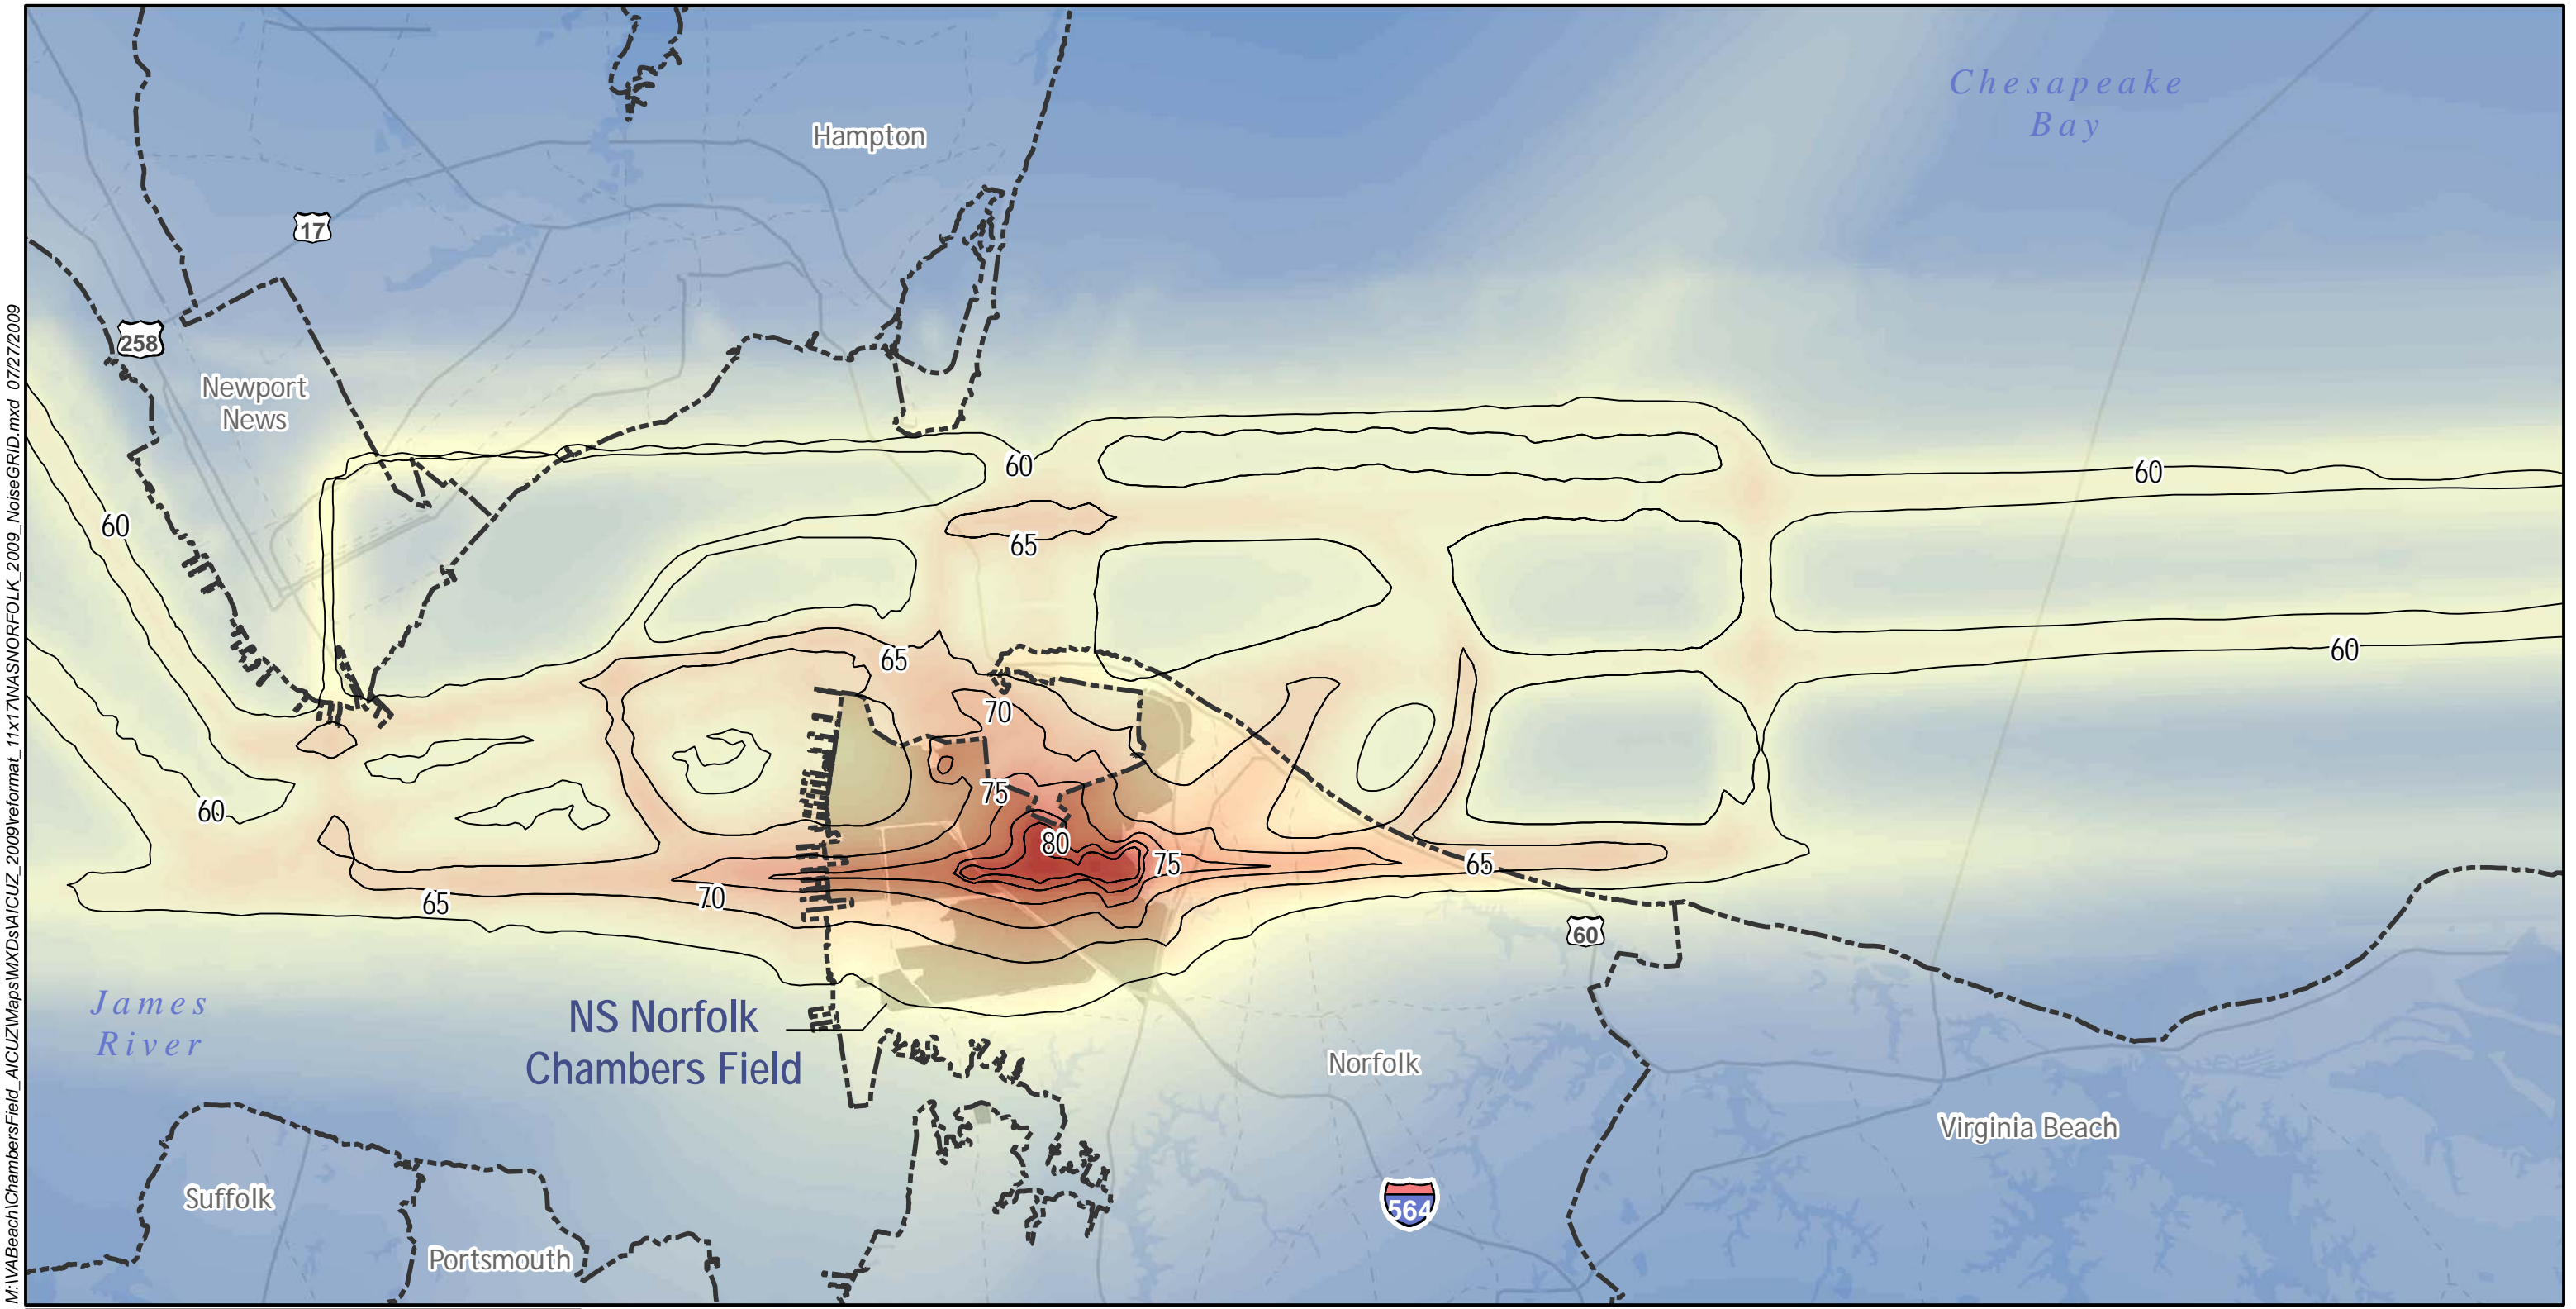 M:\VABeach\ChambersField_AICUZ\Maps\MXDs\AICUZ_2009\reformat_11x17\NASNORFOLK_2009_NoiseGRID.mxd 07/27/2009
Chesapeake
Bay
Hampton
17
258
Newport
News
60
60
60
65
60
65
60
70
75
60
80
75
65
70
65
60
James
River
NS Norfolk
Chambers Field
Norfolk
Virginia Beach
Suffolk
564
Portsmouth